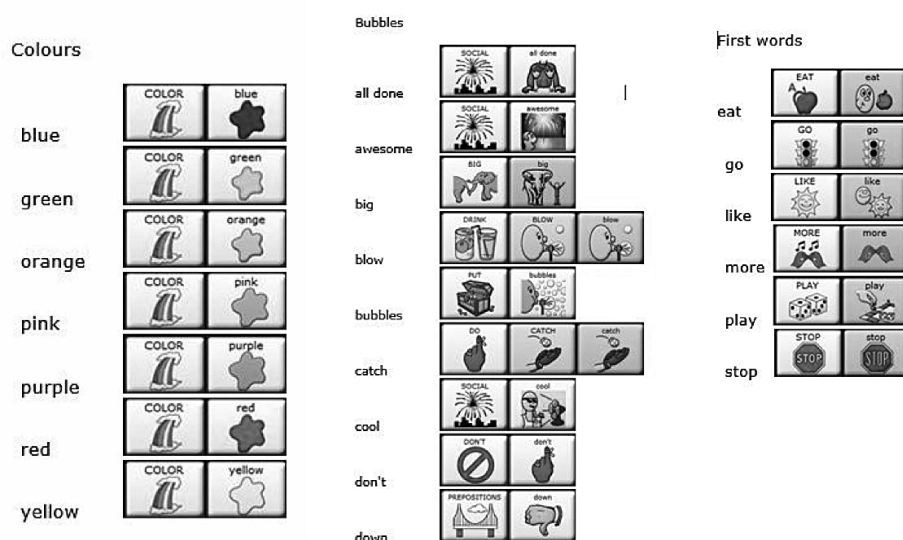 Colours
COLOR blue
blue
COLOR green
green
COLOR orange
orange
COLOR pink
pink
COLOR purple
purple
COLOR red
red
COLOR yellow
yellow
Bubbles
SOCIAL all done
all done
SOCIAL awesome
awesome
BIG big
big
DRINK BLOW blow
blow
PUT bubbles
bubbles
DO CATCH catch
catch
SOCIAL cool
cool
DON'T don't
don't
PREPOSITIONS down
down
First words
EAT eat
A
eat
GO go
go
LIKE like
like
MORE more
more
PLAY play
play
STOP stop
STOP STOP
stop